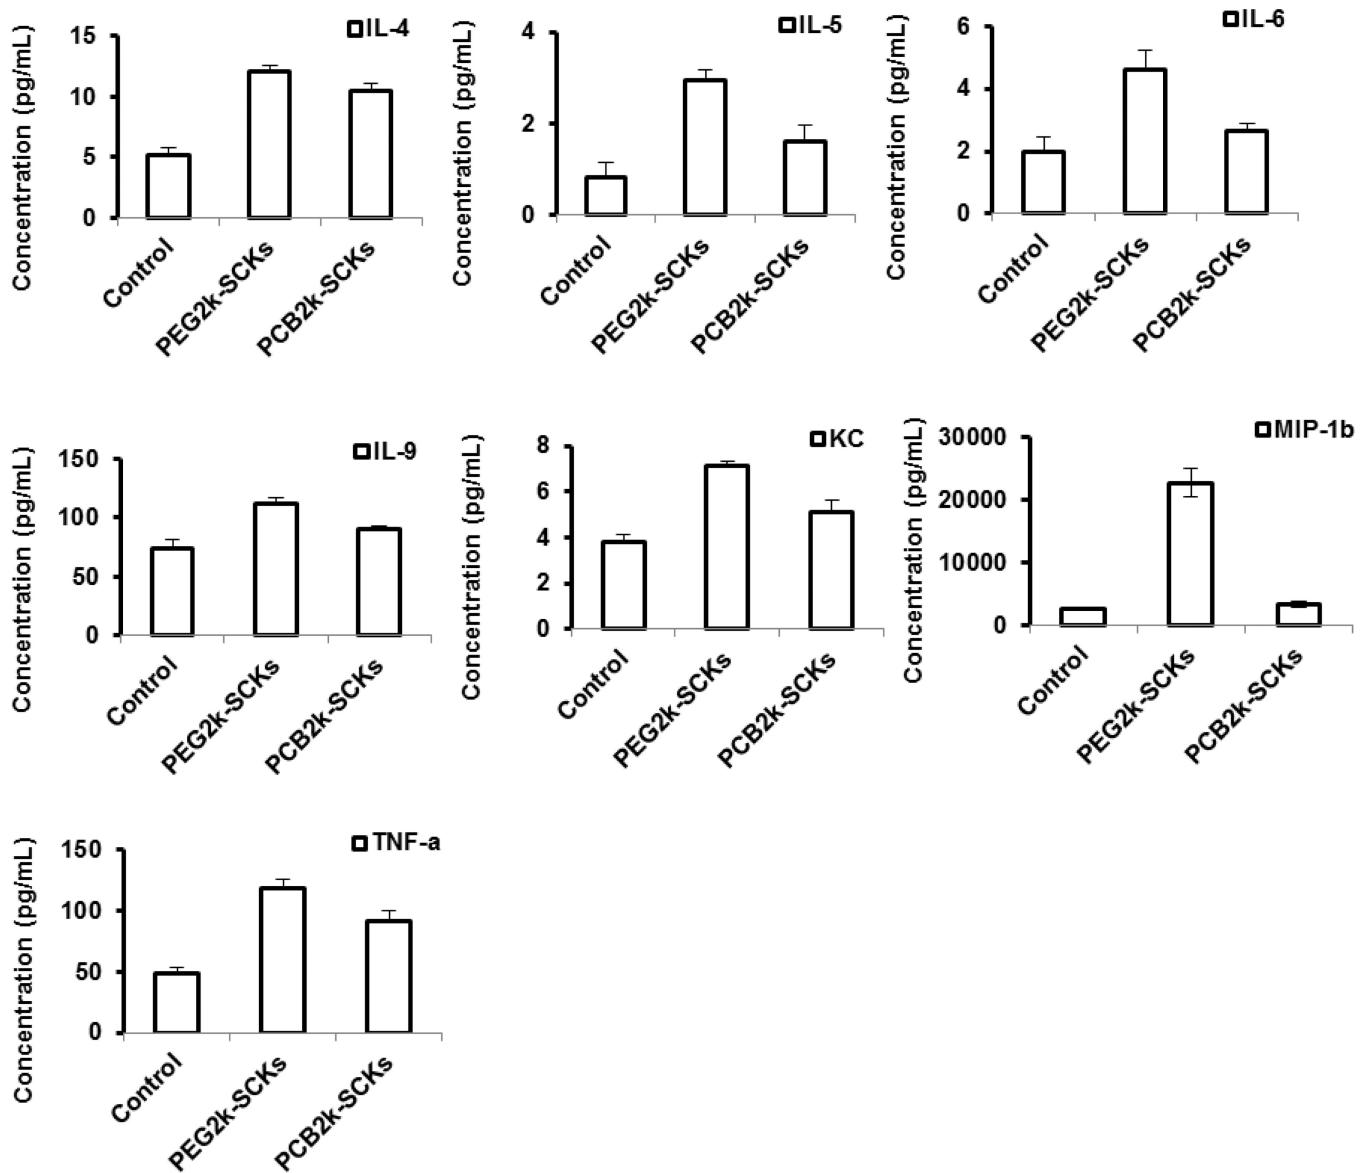 Concentration (pg/mL)
IL-4
15
10
5
0
Control
PEG2k-SCKs
PCB2k-SCKs
Concentration (pg/mL)
IL-5
4
2
0
Control
PEG2k-SCKs
PCB2k-SCKs
Concentration (pg/mL)
IL-6
6
4
2
0
Control
PEG2k-SCKs
PCB2k-SCKs
Concentration (pg/mL)
IL-9
150
100
50
0
Control
PEG2k-SCKs
PCB2k-SCKs
Concentration (pg/mL)
KC
8
6
4
2
0
Control
PEG2k-SCKs
PCB2k-SCKs
Concentration (pg/mL)
MIP-1b
30000
20000
10000
0
Control
PEG2k-SCKs
PCB2k-SCKs
Concentration (pg/mL)
TNF-a
150
100
50
0
Control
PEG2k-SCKs
PCB2k-SCKs